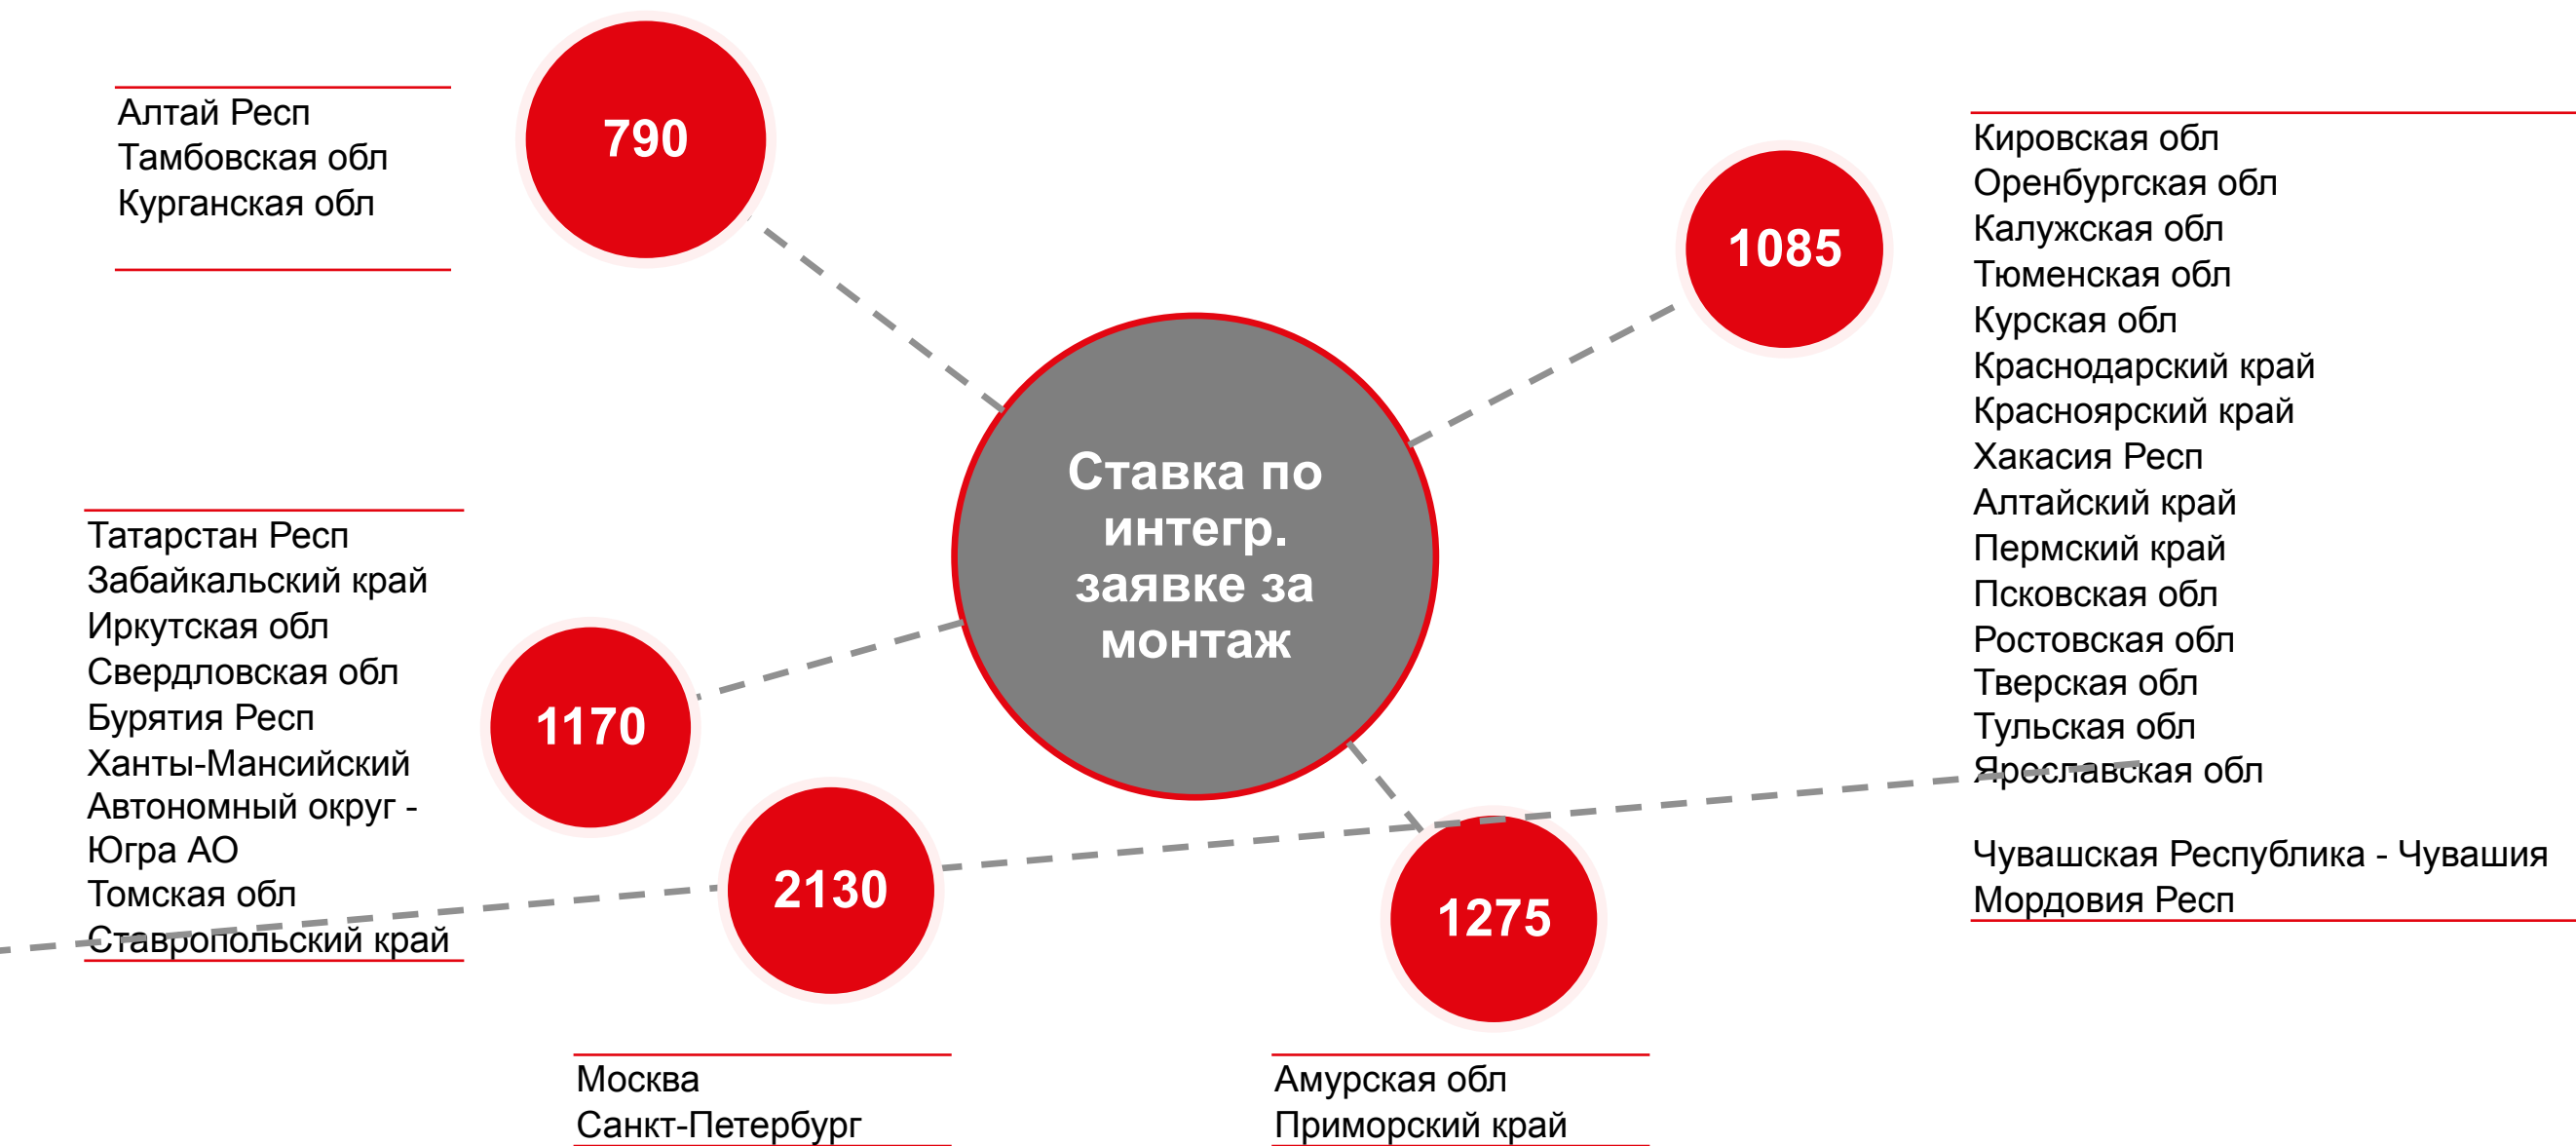 Алтай Респ
Тамбовская обл
Курганская обл
790
1085
Кировская обл
Оренбургская обл
Калужская обл
Тюменская обл
Курская обл
Краснодарский край
Красноярский край
Хакасия Респ
Алтайский край
Пермский край
Псковская обл
Ростовская обл
Тверская обл
Тульская обл
Ярославская обл
Чувашская Республика - Чувашия
Мордовия Респ
Ставка по
интегр.
заявке за
монтаж
Татарстан Респ
Забайкальский край
Иркутская обл
Свердловская обл
Бурятия Респ
Ханты-Мансийский
Автономный округ -
Югра АО
Томская обл
Ставропольский край
1170
2130
1275
Москва
Санкт-Петербург
Амурская обл
Приморский край